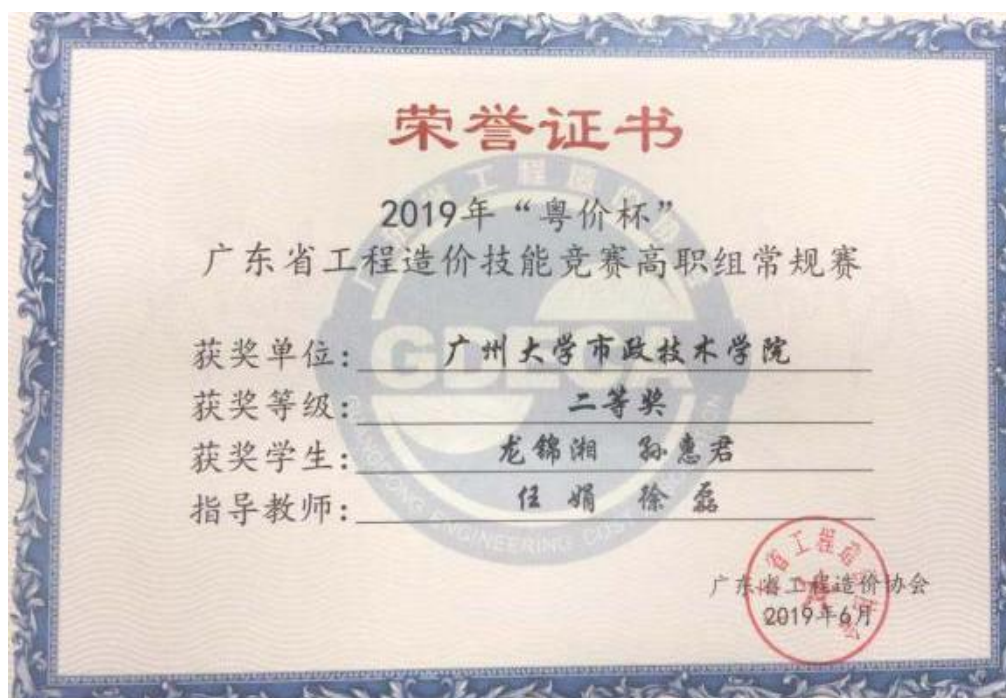 荣誉证书
2019年“粤价杯”
广东省工程造价技能竞赛高职组常规赛
获奖单位:广州大学市政技术学院
获奖等级:二等奖
获奖学生:龙锦湘 孙惠君
指导教师:任娟 徐磊
GDECA
广东省工程造价协会
2019年6月